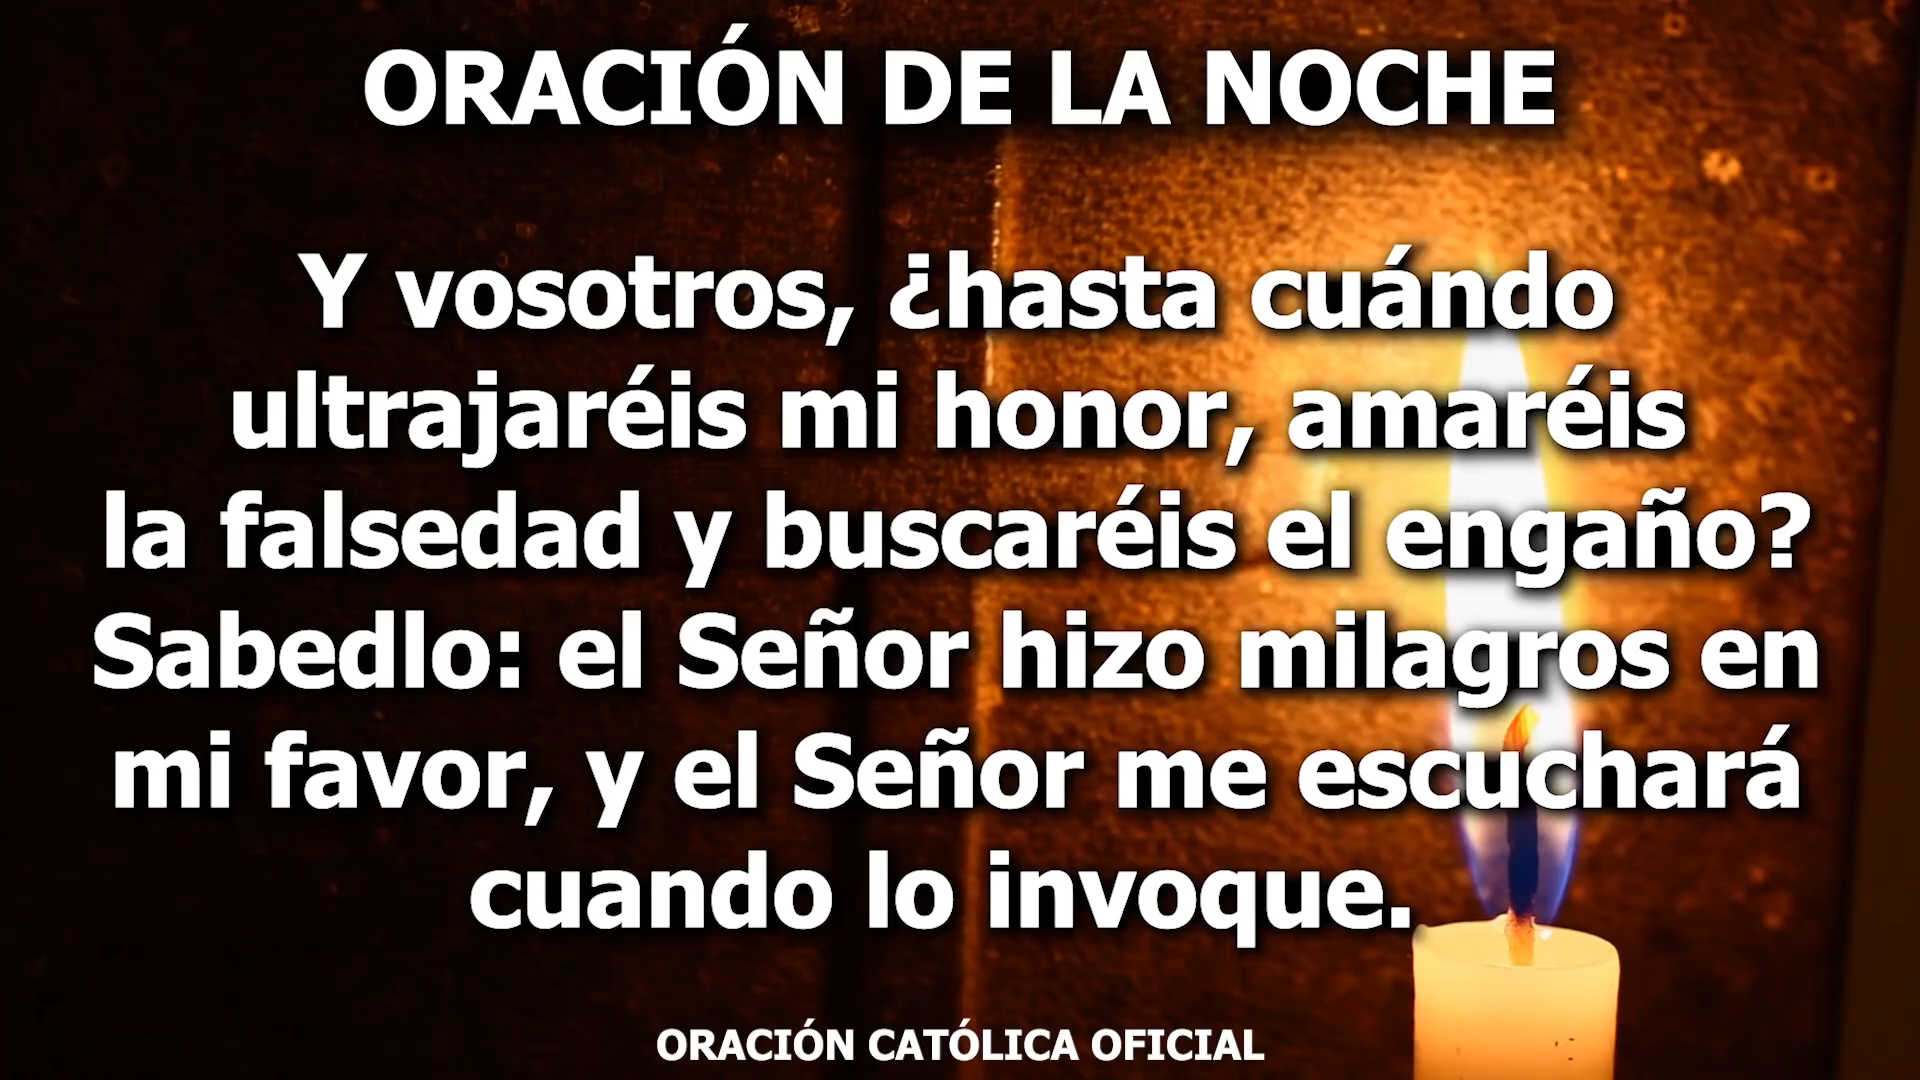 ORACIÓN DE LA NOCHE
Y vosotros, ¿hasta cuándo
ultrajaréis mi honor, amaréis
la falsedad y buscaréis el engaño?
Sabedlo: el Señor hizo milagros en
mi favor, y el Señor me escuchará
cuando lo invoque.
ORACIÓN CATÓLICA OFICIAL